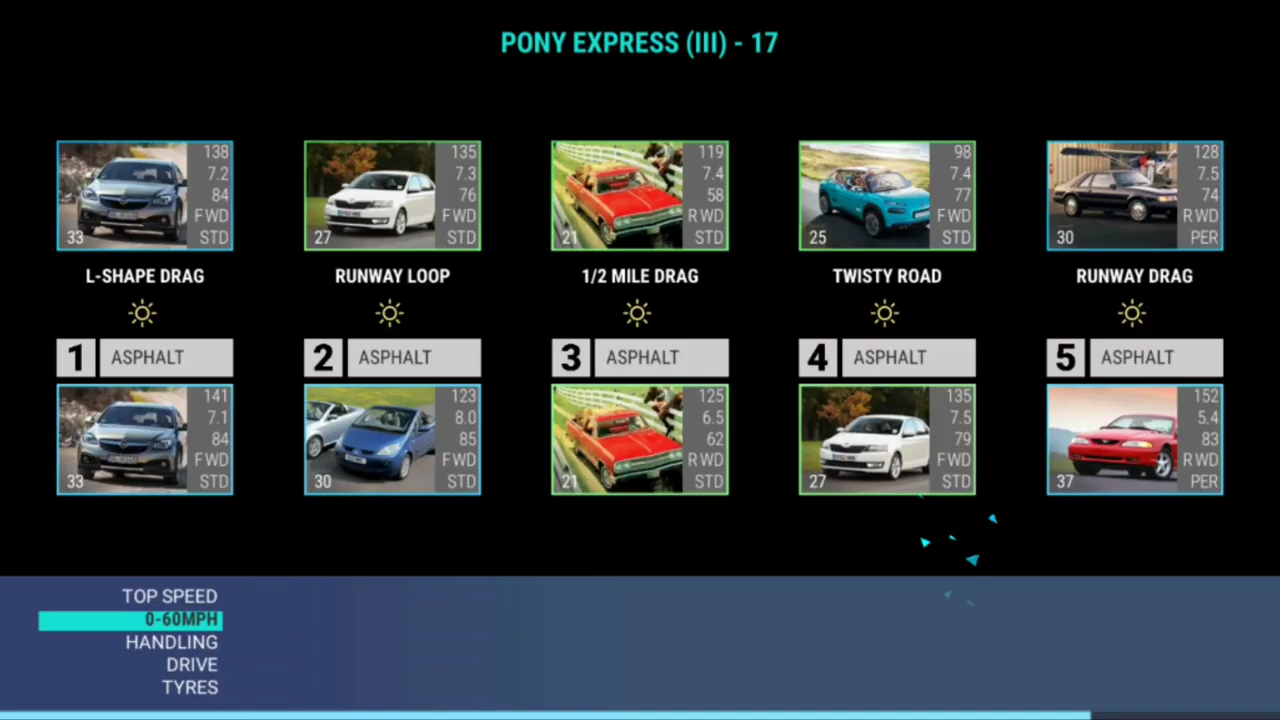 PONY EXPRESS (III) - 17
138
7.2
84
FWD
33 STD
135
7.3
76
FWD
27 STD
119
7.4
58
RWD
21 STD
98
7.4
77
FWD
25 STD
128
7.5
74
RWD
30 PER
L-SHAPE DRAG
RUNWAY LOOP
1/2 MILE DRAG
TWISTY ROAD
RUNWAY DRAG
1 ASPHALT
2 ASPHALT
3 ASPHALT
4 ASPHALT
5 ASPHALT
141
7.1
84
FWD
33 STD
123
8.0
85
FWD
30 STD
125
6.5
62
RWD
21 STD
135
7.5
79
FWD
27 STD
152
5.4
83
RWD
37 PER
TOP SPEED
0-60MPH
HANDLING
DRIVE
TYRES